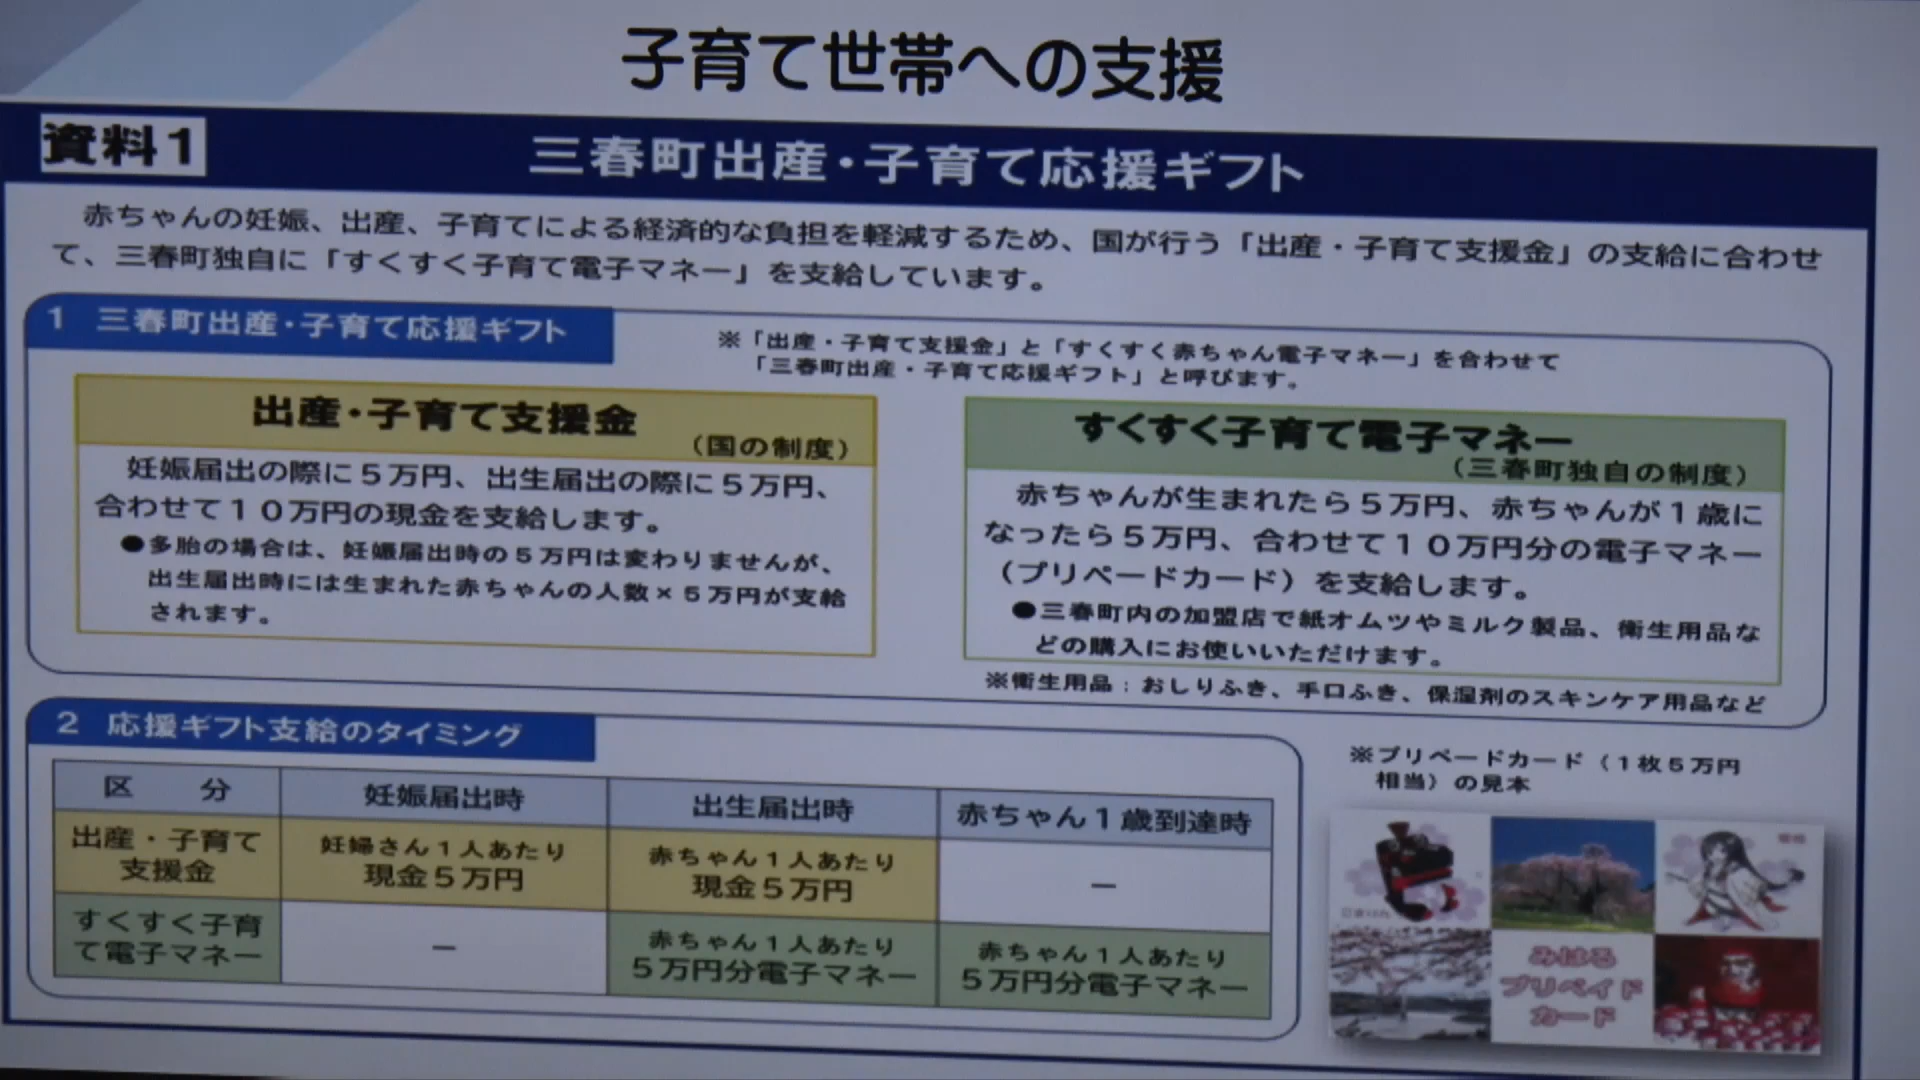 子育て世帯への支援
資料1
三春町出産・子育て応援ギフト
赤ちゃんの妊娠、出産、子育てによる経済的な負担を軽減するため、国が行う「出産・子育て支援金」の支給に合わせ
て、三春町独自に「すくすく子育て電子マネー」を支給しています。
1 三春町出産・子育て応援ギフト
※「出産・子育て支援金」と「すくすく赤ちゃん電子マネー」を合わせて
「三春町出産・子育て応援ギフト」と呼びます。
出産・子育て支援金
（国の制度）
妊娠届出の際に５万円、出生届出の際に５万円、
合わせて１０万円の現金を支給します。
●多胎の場合は、妊娠届出時の５万円は変わりませんが、
出生届出時には生まれた赤ちゃんの人数×５万円が支給
されます。
すくすく子育て電子マネー
（三春町独自の制度）
赤ちゃんが生まれたら５万円、赤ちゃんが１歳に
なったら５万円、合わせて１０万円分の電子マネー
（プリペードカード）を支給します。
●三春町内の加盟店で紙オムツやミルク製品、衛生用品な
どの購入にお使いいただけます。
※衛生用品：おしりふき、手口ふき、保湿剤のスキンケア用品など
2 応援ギフト支給のタイミング
区 分 妊娠届出時 出生届出時 赤ちゃん１歳到達時
出産・子育て
支援金
妊婦さん１人あたり
現金５万円
赤ちゃん１人あたり
現金５万円
－
すくすく子育
て電子マネー
－
赤ちゃん１人あたり
５万円分電子マネー
赤ちゃん１人あたり
５万円分電子マネー
※プリペードカード（１枚５万円
相当）の見本
みはる
プリペイド
カード